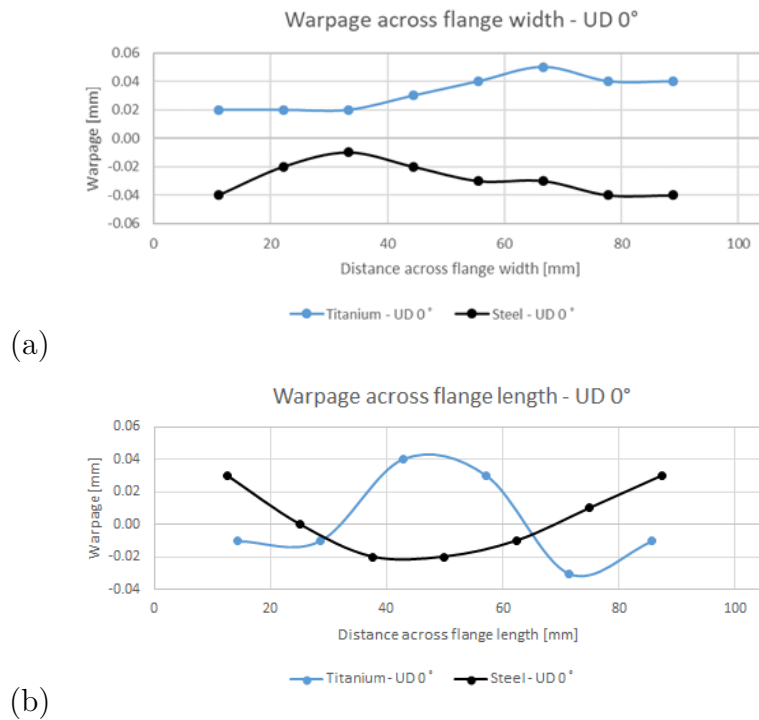 Warpage across flange width - UD 0°
0.06
0.04
0.02
0.00
-0.02
-0.04
-0.06
Warpage [mm]
0 20 40 60 80 100
Distance across flange width [mm]
Titanium - UD 0° Steel - UD 0°
(a)
Warpage across flange length - UD 0°
0.06
0.04
0.02
0.00
-0.02
-0.04
Warpage [mm]
0 20 40 60 80 100
Distance across flange length [mm]
Titanium - UD 0° Steel - UD 0°
(b)